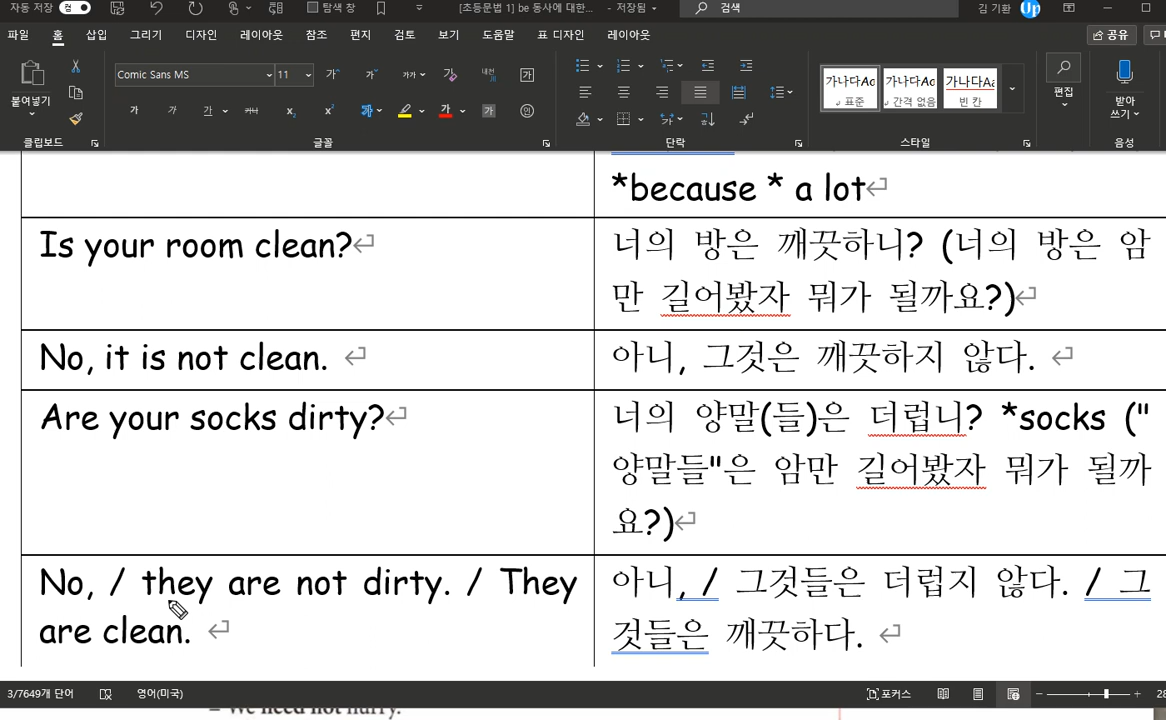 자동 저장 컴 탐색 창 [초등문법 1] be 동사에 대한... - 저장됨 검색 김 기환 Up
파일 홈 삽입 그리기 디자인 레이아웃 참조 편지 검토 보기 도움말 표 디자인 레이아웃 공유
붙여넣기
클립보드
Comic Sans MS 11
글꼴
단락
가나다Ac 가나다Ac 가나다Aa
표준 간격 없음 빈 칸
스타일
편집
받아
쓰기
음성
*because * a lot
Is your room clean?
너의 방은 깨끗하니? (너의 방은 암
만 길어봤자 뭐가 될까요?)
No, it is not clean.
아니, 그것은 깨끗하지 않다.
Are your socks dirty?
너의 양말(들)은 더럽니? *socks ("
양말들"은 암만 길어봤자 뭐가 될까
요?)
No, / they are not dirty. / They
are clean.
아니, / 그것들은 더럽지 않다. / 그
것들은 깨끗하다.
3/7649개 단어 영어(미국) 포커스
= We need not hurry.